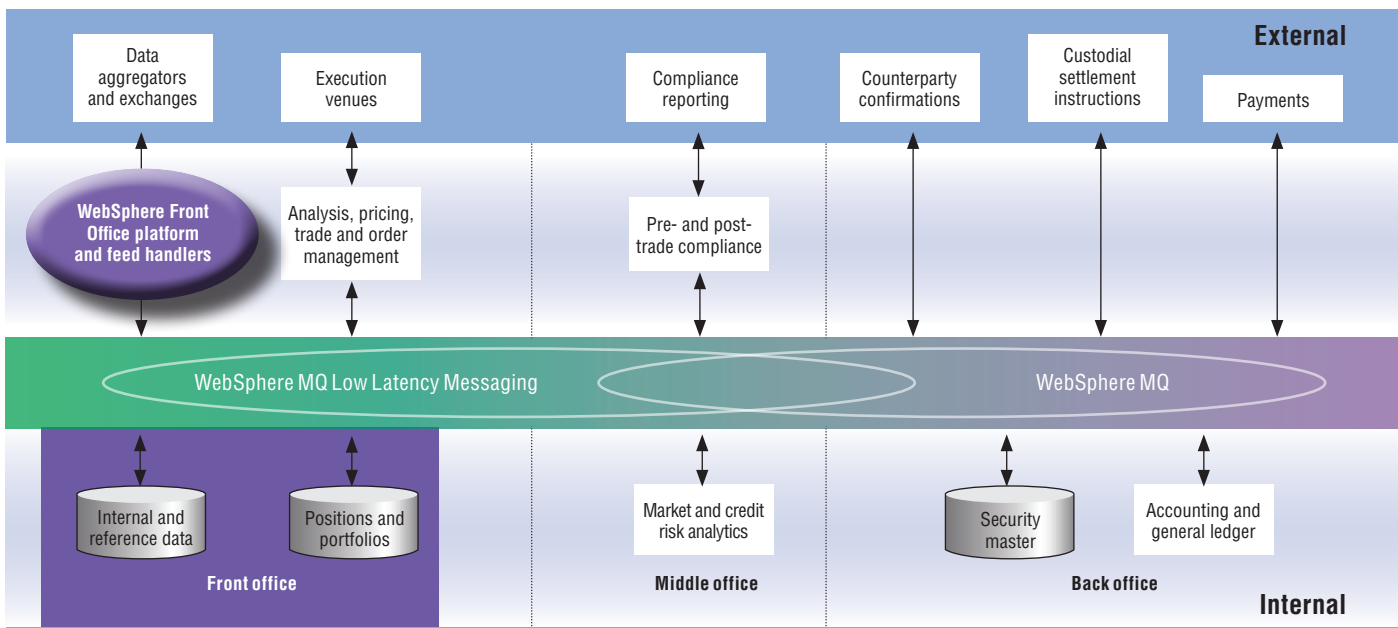 External
Data
aggregators
and exchanges
Execution
venues
Compliance
reporting
Counterparty
confirmations
Custodial
settlement
instructions
Payments
WebSphere Front
Office platform
and feed handlers
Analysis, pricing,
trade and order
management
Pre- and post-
trade compliance
WebSphere MQ Low Latency Messaging
WebSphere MQ
Internal and
reference data
Positions and
portfolios
Market and credit
risk analytics
Security
master
Accounting and
general ledger
Front office
Middle office
Back office
Internal